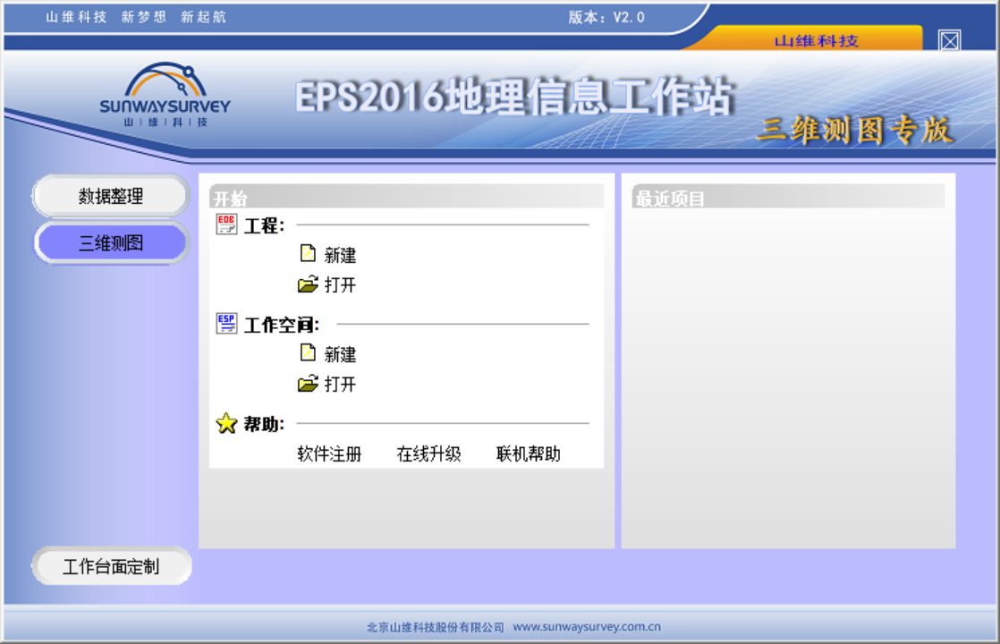 山维科技 新梦想 新起航
版本: V2.0
山维科技
SUNWAYSURVEY
山 维 科 技
EPS2016地理信息工作站
三维测图专版
数据整理
三维测图
工作台面定制
开始
EDB 工程:
新建
打开
ESP 工作空间:
新建
打开
帮助:
软件注册 在线升级 联机帮助
最近项目
北京山维科技股份有限公司 www.sunwaysurvey.com.cn